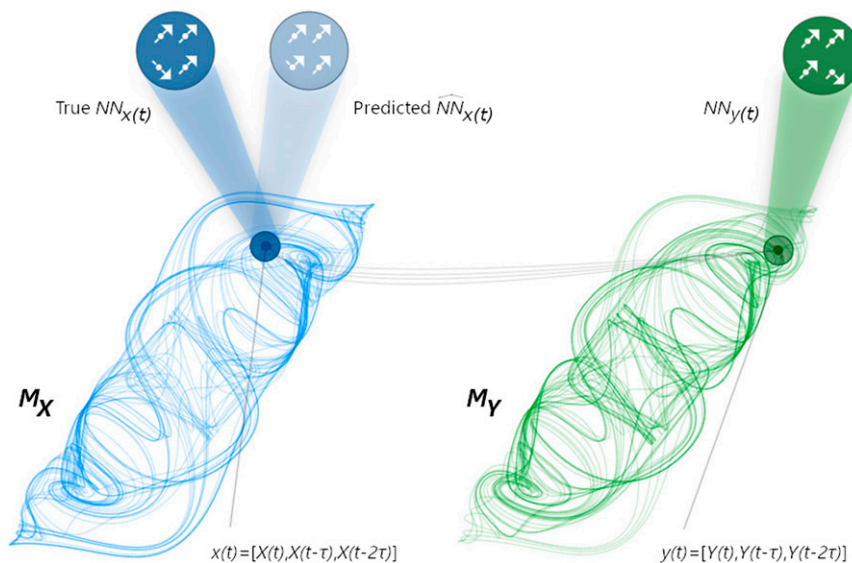 True NNx(t)
Predicted N̂Nx(t)
NNy(t)
MX
MY
x(t)=[X(t),X(t-τ),X(t-2τ)]
y(t)=[Y(t),Y(t-τ),Y(t-2τ)]